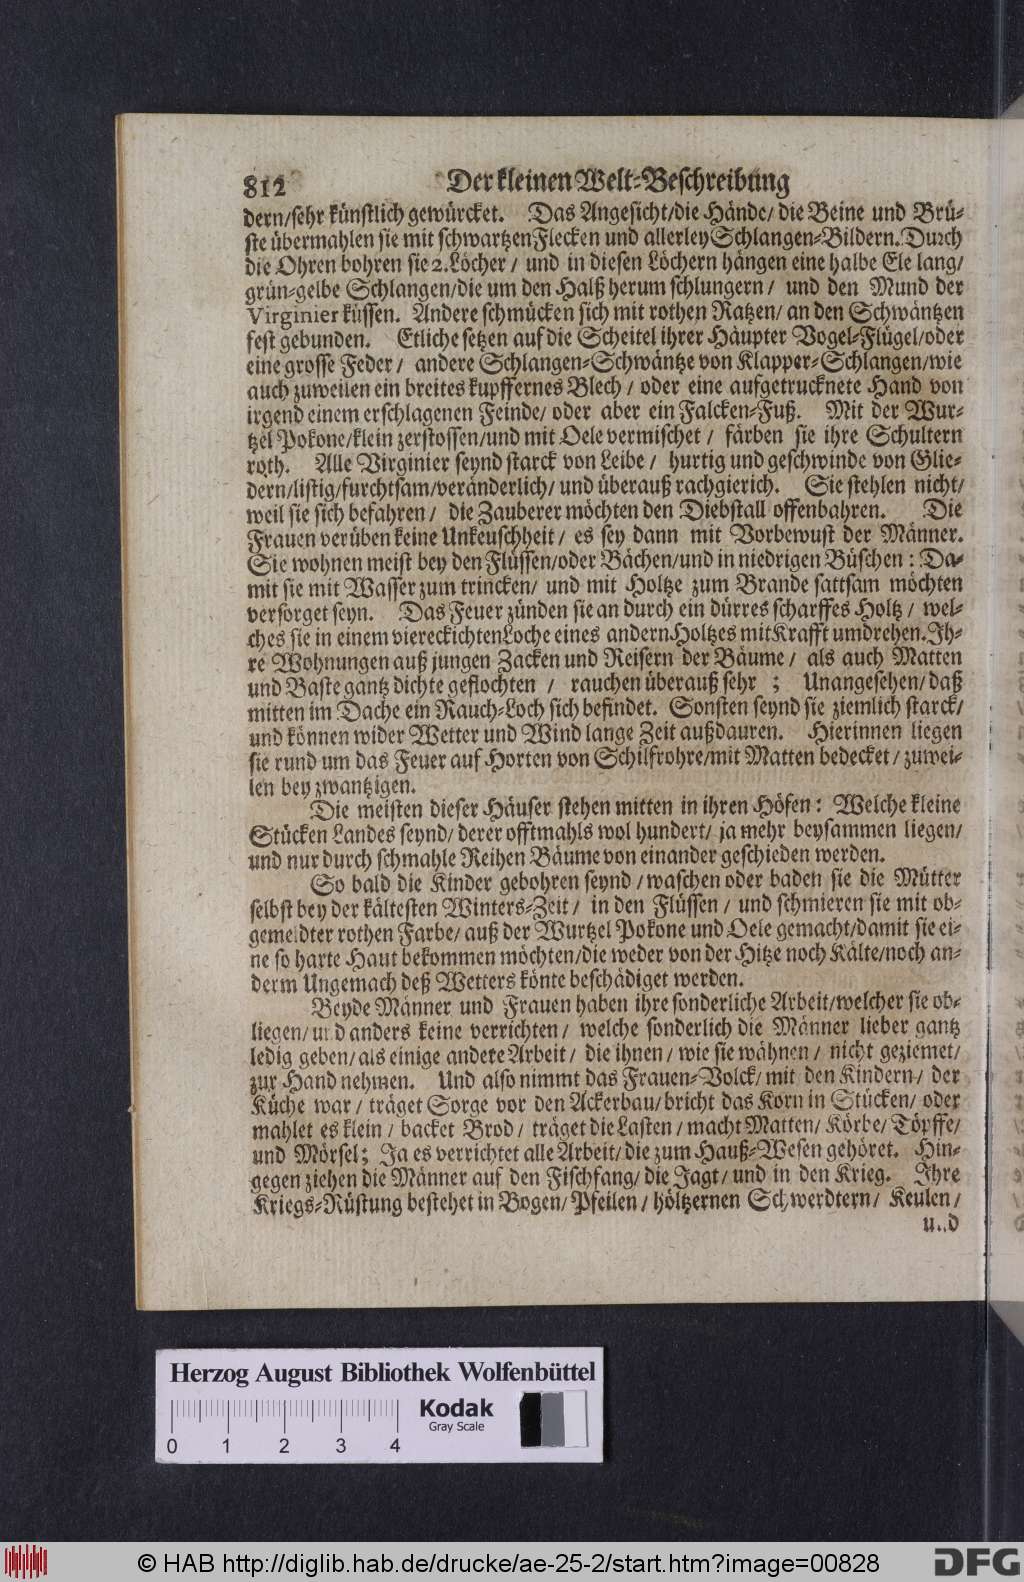 812 Der kleinen Welt-Beschreibung
dern/sehr künstlich gewürcket. Das Angesicht/die Hände/ die Beine und Brü-
ste übermahlen sie mit schwartzen Flecken und allerley Schlangen-Bildern. Durch
die Ohren bohren sie 2. Löcher / und in diesen Löchern hängen eine halbe Ele lang/
grün-gelbe Schlangen/die um den Halß herum schlungern / und den Mund der
Virginier küssen. Andere schmücken sich mit rothen Ratzen/ an den Schwäntzen
fest gebunden. Etliche setzen auf die Scheitel ihrer Häupter Vogel-Flügel/oder
eine grosse Feder / andere Schlangen-Schwäntze von Klapper-Schlangen/wie
auch zuweilen ein breites kupffernes Blech / oder eine aufgetrucknete Hand von
irgend einem erschlagenen Feinde/ oder aber ein Falcken-Fuß. Mit der Wur-
tzel Pokone/klein zerstossen/und mit Oele vermischet / färben sie ihre Schultern
roth. Alle Virginier seynd starck von Leibe / hurtig und geschwinde von Glie-
dern/listig/furchtsam/veränderlich/ und überauß rachgierich. Sie stehlen nicht/
weil sie sich befahren / die Zauberer möchten den Diebstall offenbahren. Die
Frauen verüben keine Unkeuschheit / es sey dann mit Vorbewust der Männer.
Sie wohnen meist bey den Flüssen/oder Bächen/und in niedrigen Büschen: Da-
mit sie mit Wasser zum trincken/ und mit Holtze zum Brande sattsam möchten
versorget seyn. Das Feuer zünden sie an durch ein dürres scharffes Holtz / wel-
ches sie in einem viereckichten Loche eines andern Holtzes mit Krafft umdrehen. Ih-
re Wohnungen auß jungen Zacken und Reisern der Bäume / als auch Matten
und Baste gantz dichte geflochten / rauchen überauß sehr ; Unangesehen/ daß
mitten im Dache ein Rauch-Loch sich befindet. Sonsten seynd sie ziemlich starck/
und können wider Wetter und Wind lange Zeit außdauren. Hierinnen liegen
sie rund um das Feuer auf Horten von Schilfrohre/mit Matten bedecket / zuwei-
len bey zwantzigen.
Die meisten dieser Häuser stehen mitten in ihren Höfen: Welche kleine
Stücken Landes seynd/ derer offtmahls wol hundert/ ja mehr beysammen liegen/
und nur durch schmahle Reihen Bäume von einander geschieden werden.
So bald die Kinder gebohren seynd / waschen oder baden sie die Mütter
selbst bey der kältesten Winters-Zeit / in den Flüssen / und schmieren sie mit ob-
gemeldter rothen Farbe/ auß der Wurtzel Pokone und Oele gemacht/damit sie ei-
ne so harte Haut bekommen möchten/die weder von der Hitze noch Kälte/noch an-
derm Ungemach deß Wetters könte beschädiget werden.
Beyde Männer und Frauen haben ihre sonderliche Arbeit/welcher sie ob-
liegen/ und anders keine verrichten / welche sonderlich die Männer lieber gantz
ledig geben/ als einige andere Arbeit / die ihnen / wie sie wähnen / nicht geziemet/
zur Hand nehmen. Und also nimmt das Frauen-Volck/ mit den Kindern/ der
Küche war / träget Sorge vor den Ackerbau/ bricht das Korn in Stücken/ oder
mahlet es klein / backet Brod / träget die Lasten / macht Matten/ Körbe/ Töpffe/
und Mörsel; Ja es verrichtet alle Arbeit/ die zum Hauß-Wesen gehöret. Hin-
gegen ziehen die Männer auf den Fischfang/ die Jagt/ und in den Krieg. Ihre
Kriegs-Rüstung bestehet in Bogen/ Pfeilen / höltzernen Schwerdtern/ Keulen /
und
Herzog August Bibliothek Wolfenbüttel
Kodak
Gray Scale
0 1 2 3 4
© HAB http://diglib.hab.de/drucke/ae-25-2/start.htm?image=00828
DFG